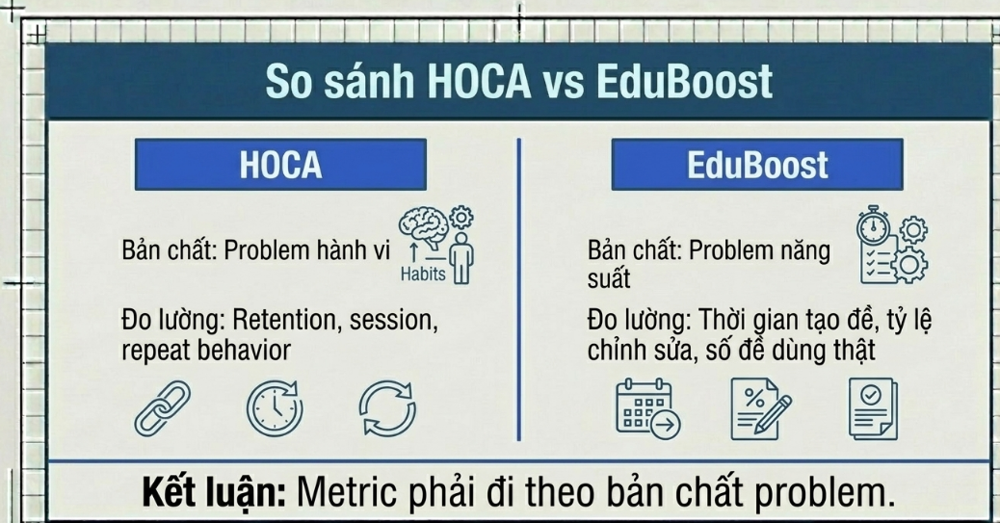 So sánh HOCA vs EduBoost
HOCA
Bản chất: Problem hành vi
Habits
Đo lường: Retention, session,
repeat behavior
EduBoost
Bản chất: Problem năng
suất
Đo lường: Thời gian tạo đề, tỷ lệ
chỉnh sửa, số đề dùng thật
%
Kết luận: Metric phải đi theo bản chất problem.